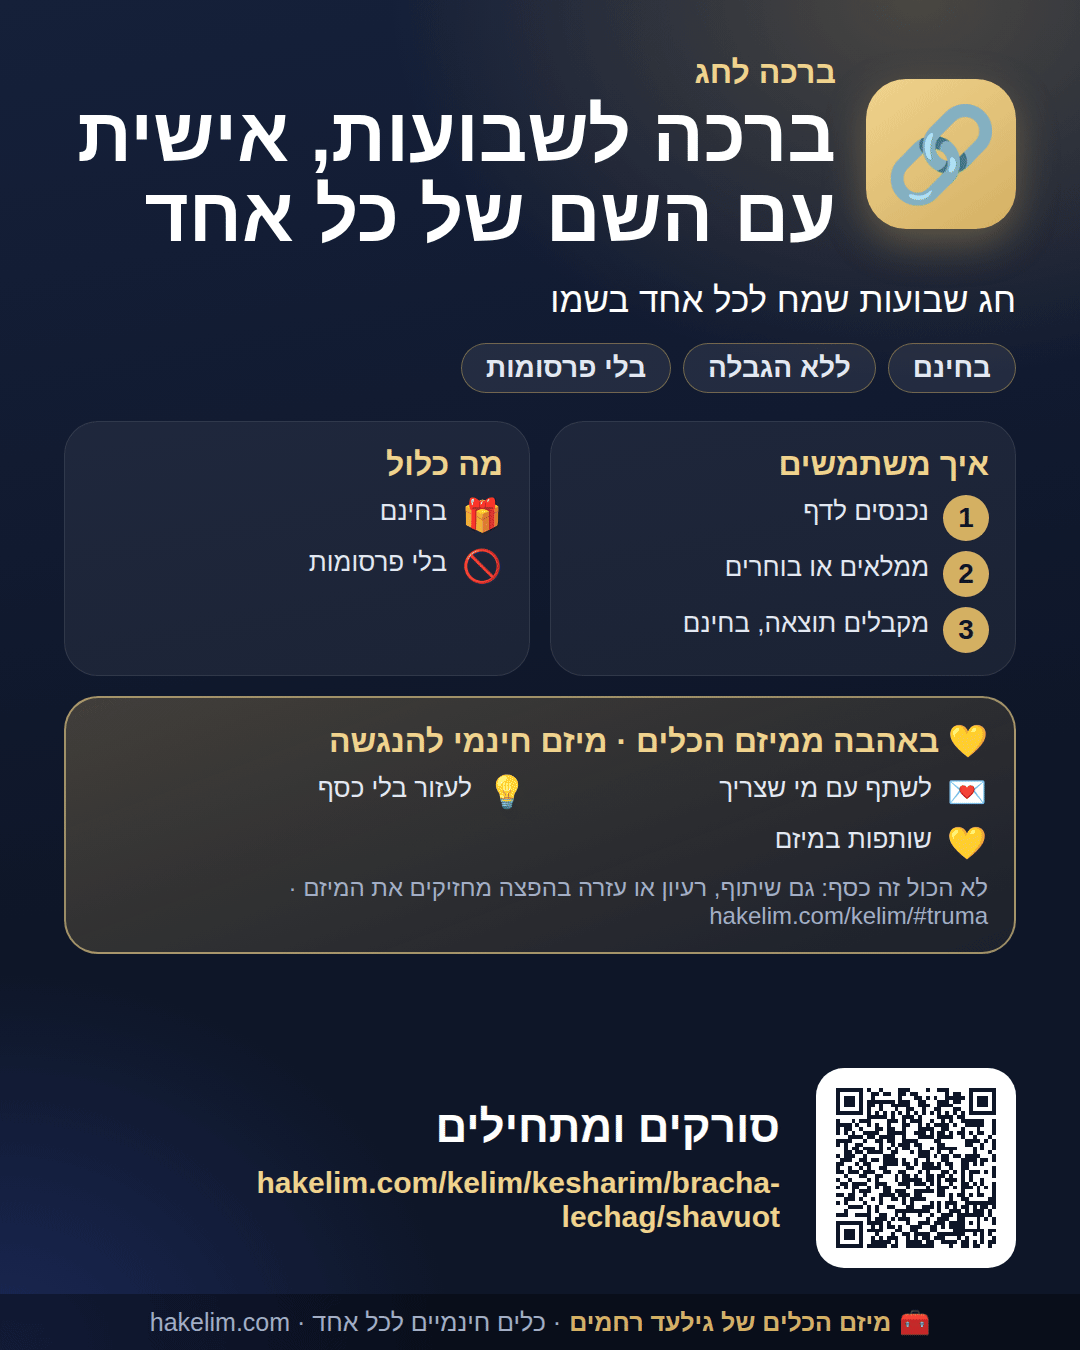 ברכה לחג
ברכה לשבועות, אישית
עם השם של כל אחד
חג שבועות שמח לכל אחד בשמו
בחינם
ללא הגבלה
בלי פרסומות
איך משתמשים
1 נכנסים לדף
2 ממלאים או בוחרים
3 מקבלים תוצאה, בחינם
מה כלול
בחינם
בלי פרסומות
באהבה ממיזם הכלים · מיזם חינמי להנגשה
לשתף עם מי שצריך
לעזור בלי כסף
שותפות במיזם
לא הכול זה כסף: גם שיתוף, רעיון או עזרה בהפצה מחזיקים את המיזם ·
hakelim.com/kelim/#truma
סורקים ומתחילים
hakelim.com/kelim/kesharim/bracha-
lechag/shavuot
מיזם הכלים של גילעד רחמים · כלים חינמיים לכל אחד · hakelim.com